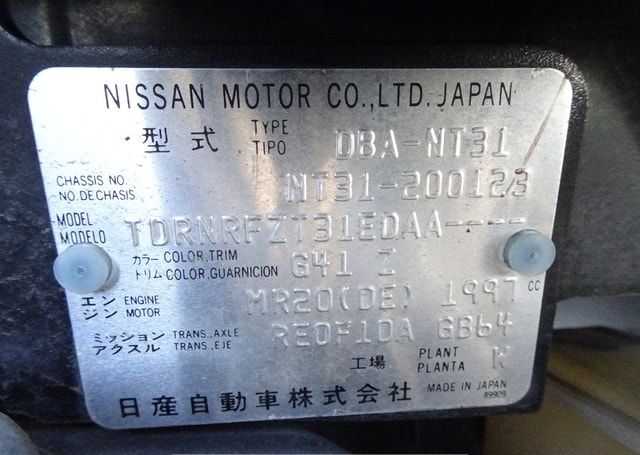 NISSAN MOTOR CO.,LTD. JAPAN
型式 TYPE TIPO DBA-NT31
CHASSIS NO. NO.DE CHASIS NT31-200123
MODEL MODELO TDRNRFZT31EDAA----
カラー COLOR,TRIM トリム COLOR,GUARNICION G41 Z
エンジン ENGINE MOTOR MR20(DE) 1997 CC
ミッション TRANS.,AXLE アクスル TRANS.,EJE RE0F10A GB64
工場 PLANT PLANTA K
日産自動車株式会社 MADE IN JAPAN
89909